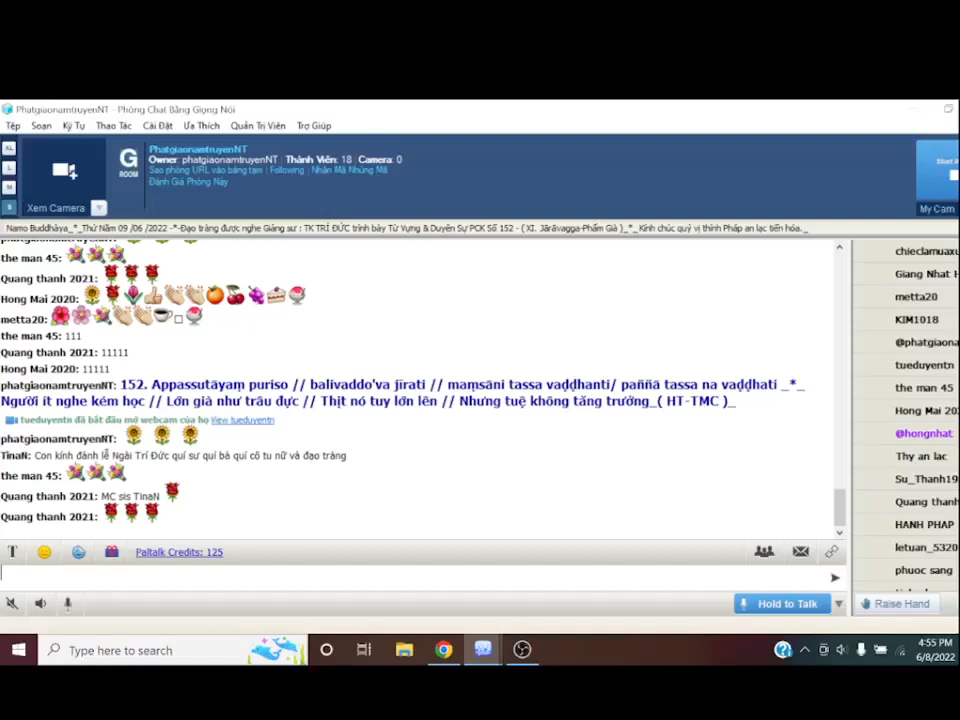 PhatgiaonamtruyenNT - Phòng Chat Bằng Giọng Nói
Tệp Soạn Ký Tự Thao Tác Cài Đặt Ưa Thích Quản Trị Viên Trợ Giúp
XL
L
M
S
Xem Camera
G
ROOM
PhatgiaonamtruyenNT
Owner: phatgiaonamtruyenNT | Thành Viên: 18 Camera: 0
Sao phòng URL vào bảng tạm | Following | Nhận Mã Nhúng Mã
Đánh Giá Phòng Này
My Cam
Namo Buddhàya_*_Thứ Năm 09 /06 /2022 -*-Đạo tràng được nghe Giảng sư : TK TRÍ ĐỨC trình bày Từ Vựng &Duyên Sự PCK Số 152 - ( XI. Jārāvagga-Phẩm Già )_*_Kính chúc quý vị thính Pháp an lạc tiến hóa._
the man 45:
Quang thanh 2021:
Hong Mai 2020:
metta20:
the man 45: 111
Quang thanh 2021: 11111
Hong Mai 2020: 11111
phatgiaonamtruyenNT: 152. Appassutāyaṃ puriso // balivaddo'va jīrati // maṃsāni tassa vaḍḍhanti/ paññā tassa na vaḍḍhati _*_
Người ít nghe kém học // Lớn già như trâu đực // Thịt nó tuy lớn lên // Nhưng tuệ không tăng trưởng_( HT-TMC )_
tueduyentn đã bắt đầu mở webcam của họ View tueduyentn
phatgiaonamtruyenNT:
TinaN: Con kính đảnh lễ Ngài Trí Đức quí sư quí bà quí cô tu nữ và đạo tràng
the man 45:
Quang thanh 2021: MC sis TinaN
Quang thanh 2021:
chieclamuaxu
Giang Nhat H
metta20
KIM1018
@phatgiaona
tueduyentn
the man 45
Hong Mai 202
@hongnhat
Thy an lac
Su_Thanh19
Quang thanh
HANH PHAP
letuan_5320
phuoc sang
T
Paltalk Credits: 125
Hold to Talk
Raise Hand
Type here to search
4:55 PM
6/8/2022